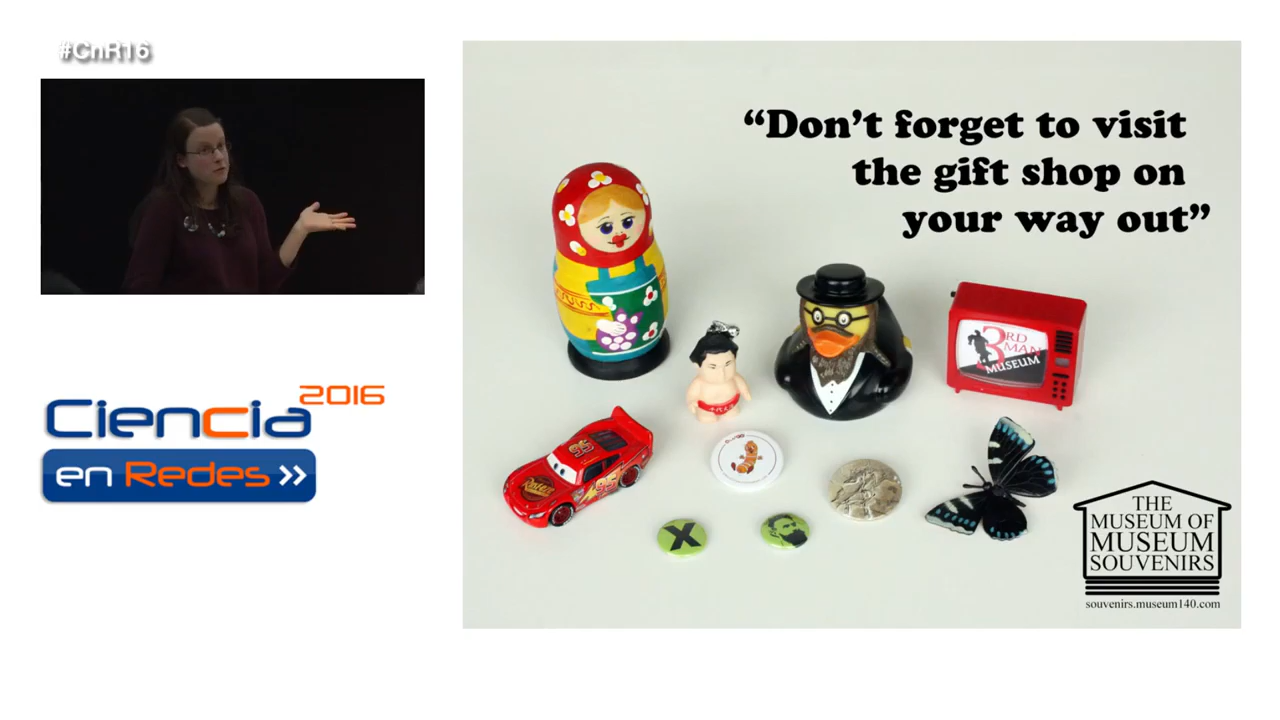 #CnR16
Ciencia
2016
en Redes >>
“Don’t forget to visit
the gift shop on
your way out”
3RD
MAN
MUSEUM
95
95
X
THE
MUSEUM OF
MUSEUM
SOUVENIRS
souvenirs.museum140.com